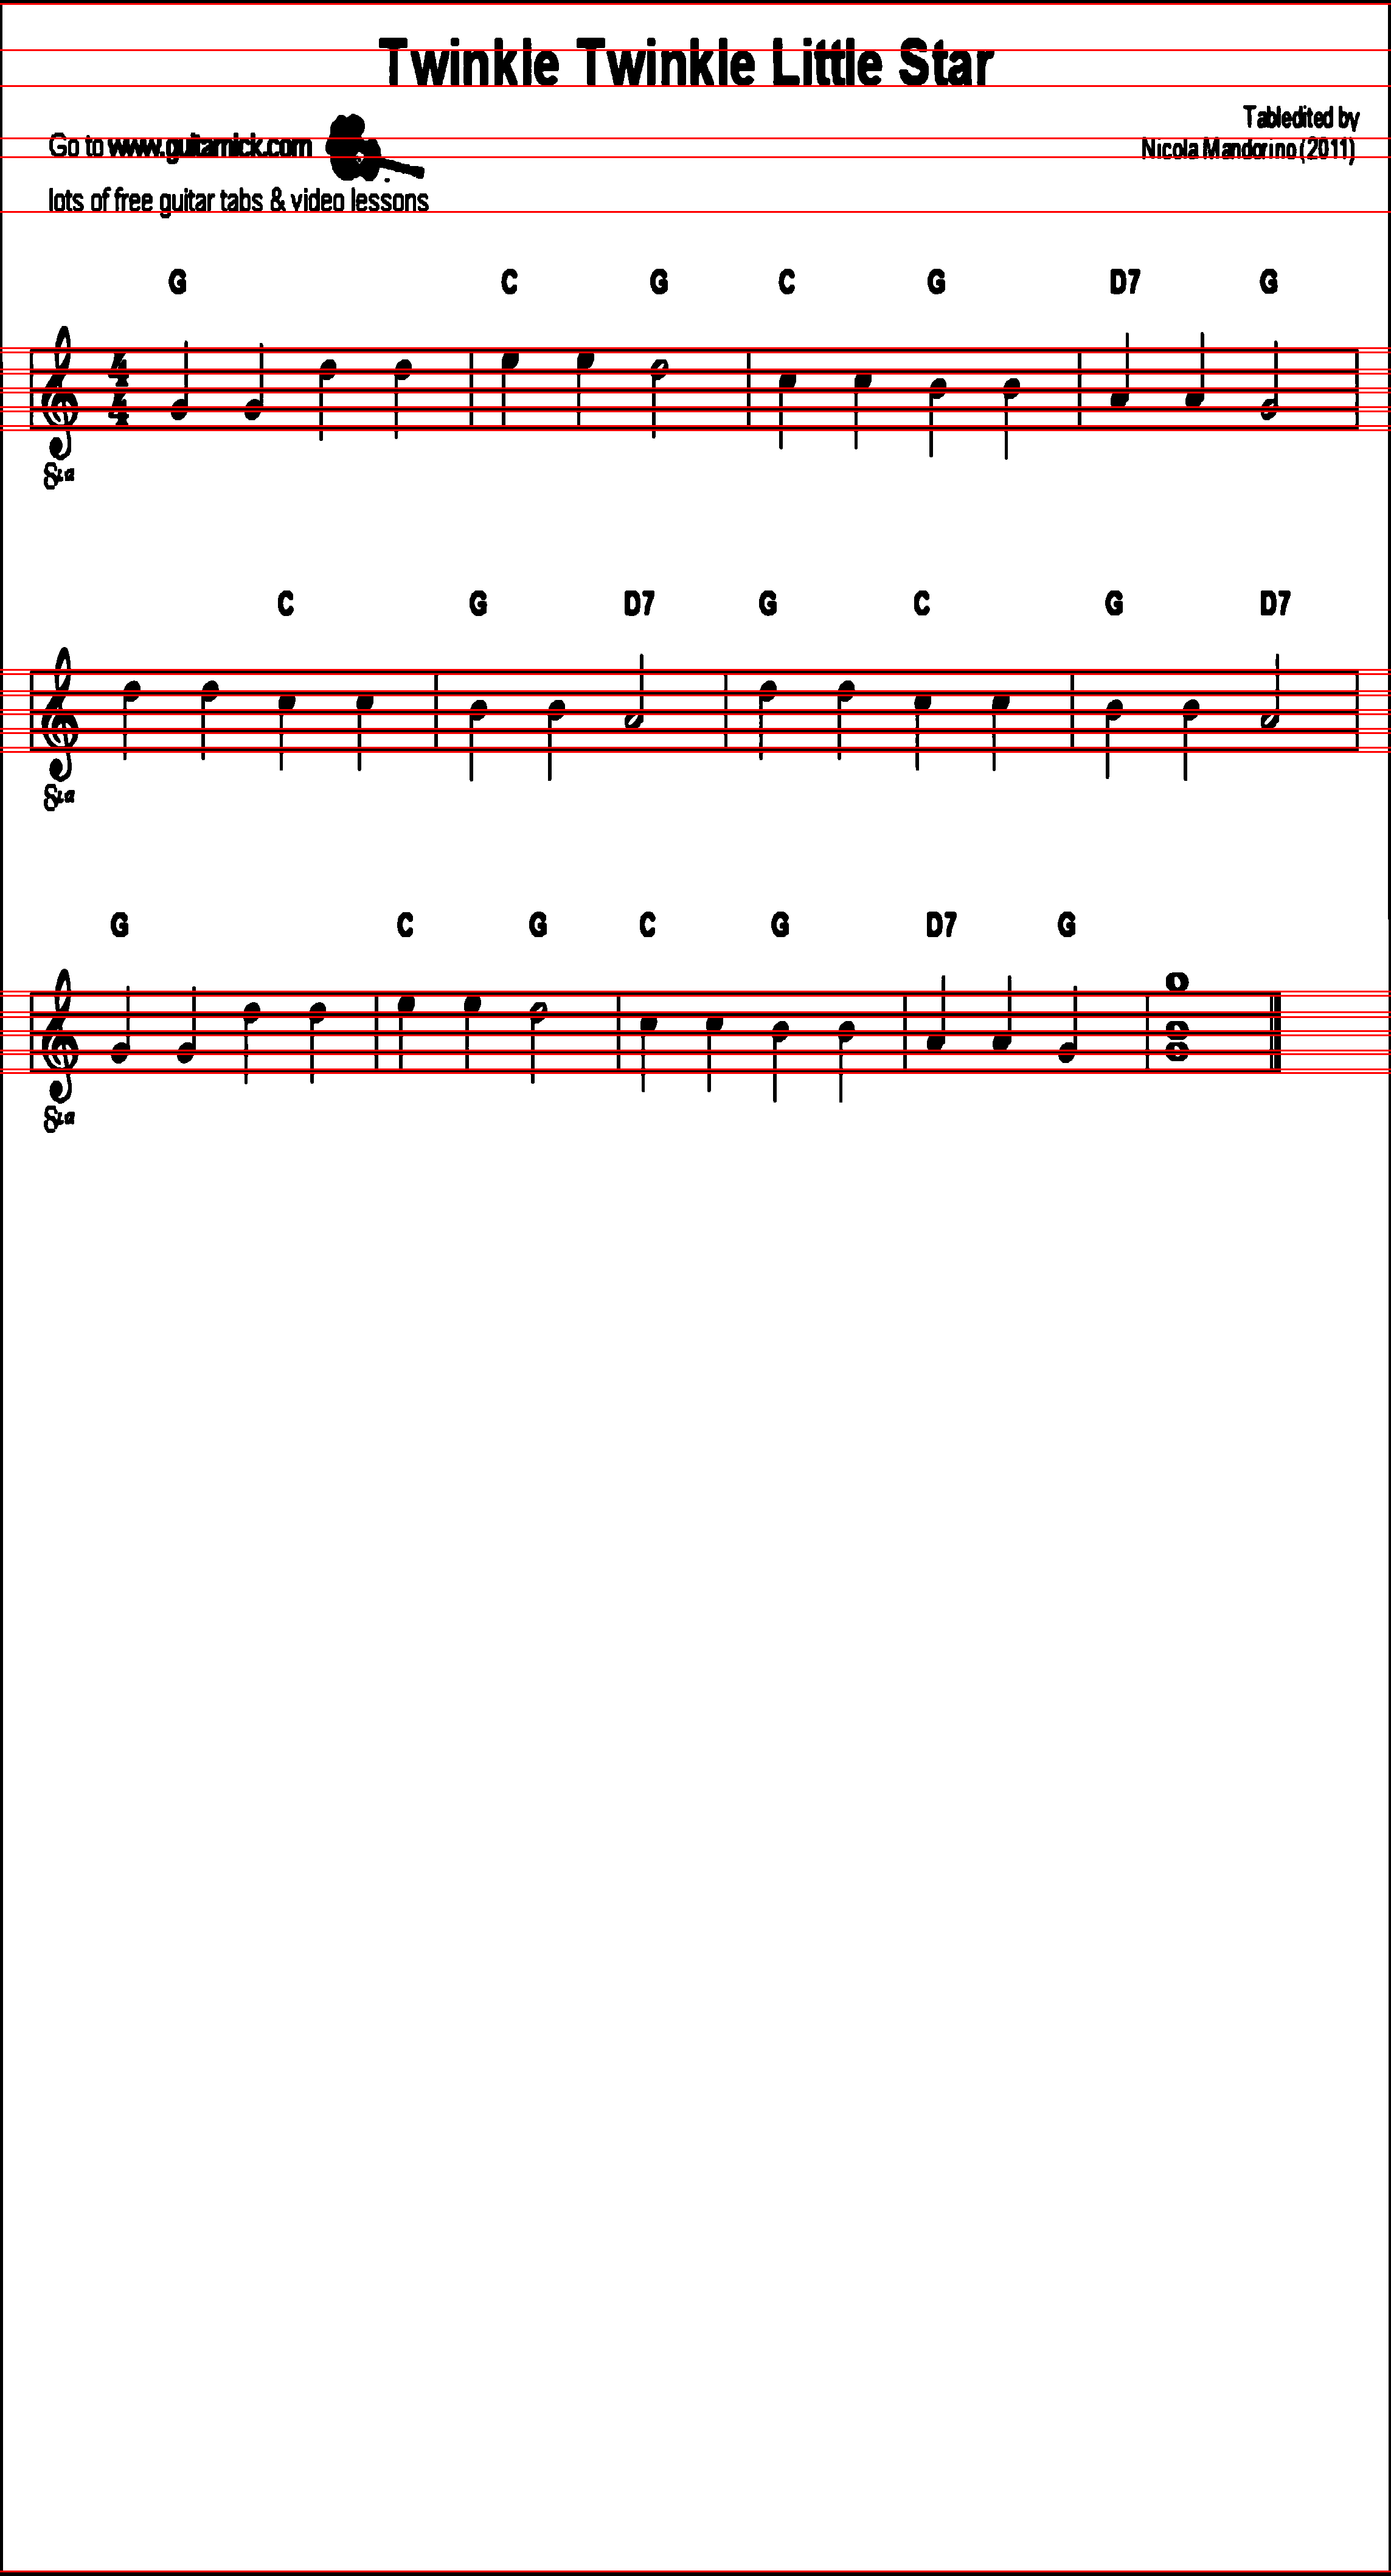 Twinkle Twinkle Little Star
Tabledited by
Go to www.guitarnick.com
Nicola Mandorino (2011)
lots of free guitar tabs & video lessons
G C G C G D7 G
4
4
8va
C G D7 G C G D7
8va
G C G C G D7 G
8va